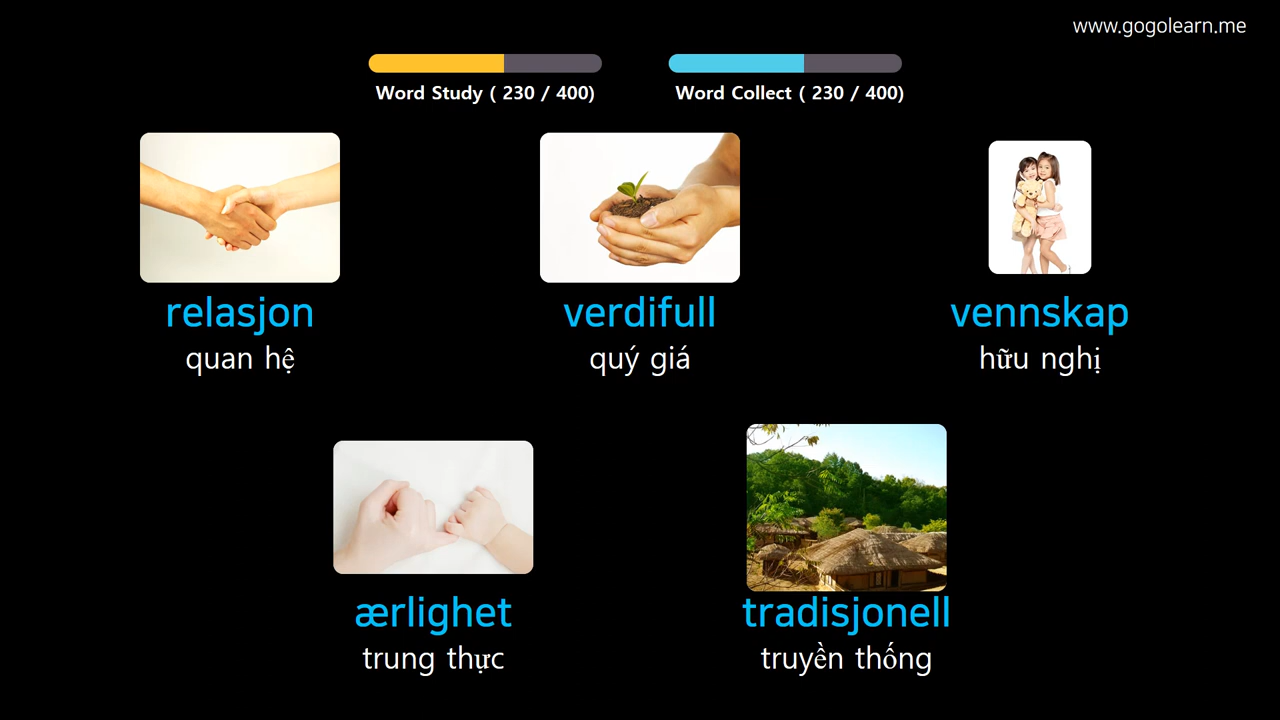 www.gogolearn.me
Word Study ( 230 / 400)
Word Collect ( 230 / 400)
relasjon
quan hệ
verdifull
quý giá
vennskap
hữu nghị
ærlighet
trung thực
tradisjonell
truyền thống